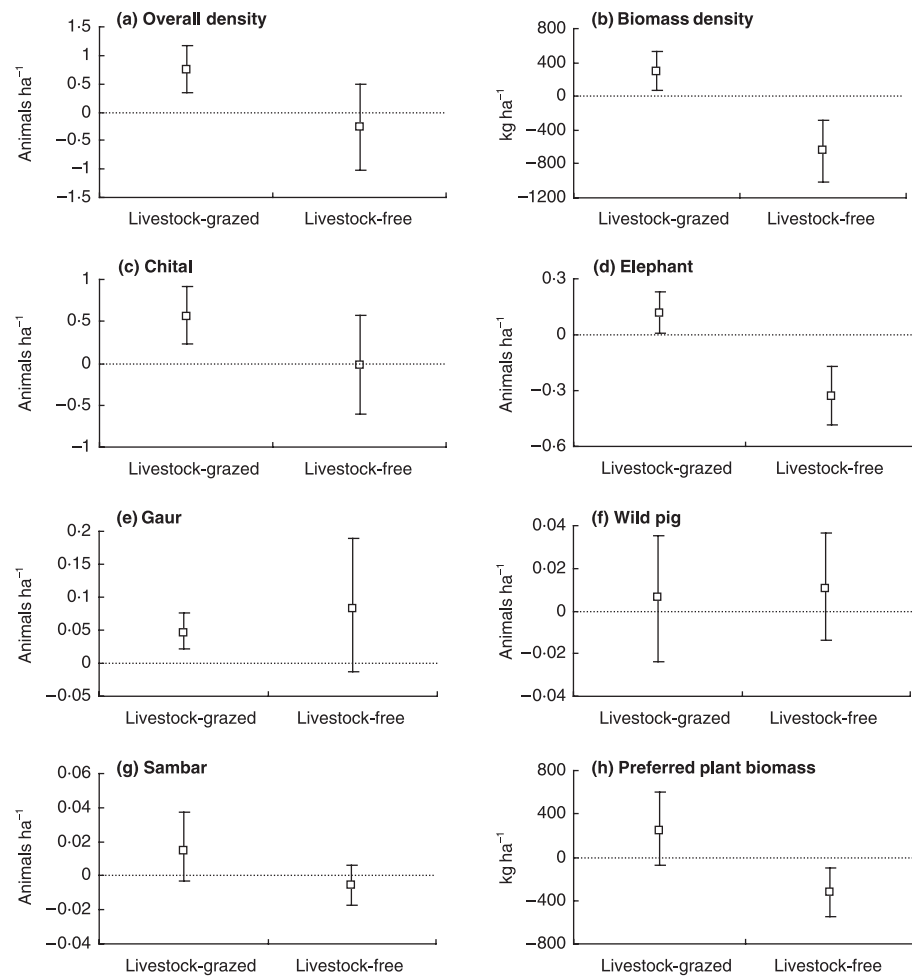 (a) Overall density
1·5
1
0·5
0
−0·5
−1
−1·5
Animals ha⁻¹
Livestock-grazed Livestock-free
(b) Biomass density
800
400
0
−400
−800
−1200
kg ha⁻¹
Livestock-grazed Livestock-free
(c) Chital
1
0·5
0
−0·5
−1
Animals ha⁻¹
Livestock-grazed Livestock-free
(d) Elephant
0·3
0
−0·3
−0·6
Animals ha⁻¹
Livestock-grazed Livestock-free
(e) Gaur
0·2
0·15
0·1
0·05
0
−0·05
Animals ha⁻¹
Livestock-grazed Livestock-free
(f) Wild pig
0·04
0·02
0
−0·02
−0·04
Animals ha⁻¹
Livestock-grazed Livestock-free
(g) Sambar
0·06
0·04
0·02
0
−0·02
−0·04
Animals ha⁻¹
Livestock-grazed Livestock-free
(h) Preferred plant biomass
800
400
0
−400
−800
kg ha⁻¹
Livestock-grazed Livestock-free